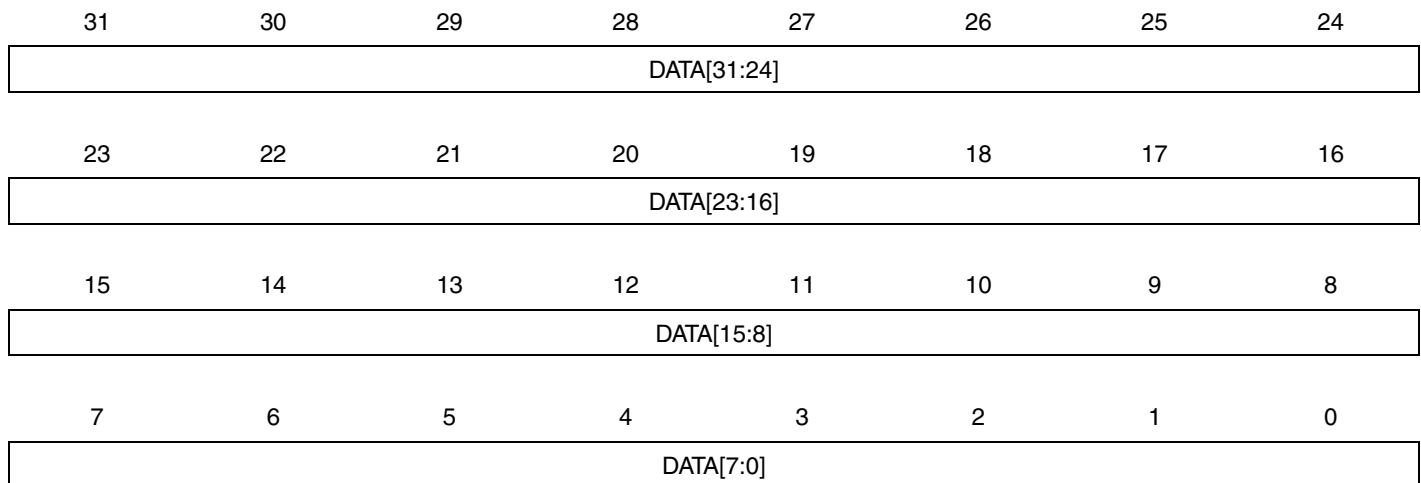 31 30 29 28 27 26 25 24
DATA[31:24]
23 22 21 20 19 18 17 16
DATA[23:16]
15 14 13 12 11 10 9 8
DATA[15:8]
7 6 5 4 3 2 1 0
DATA[7:0]